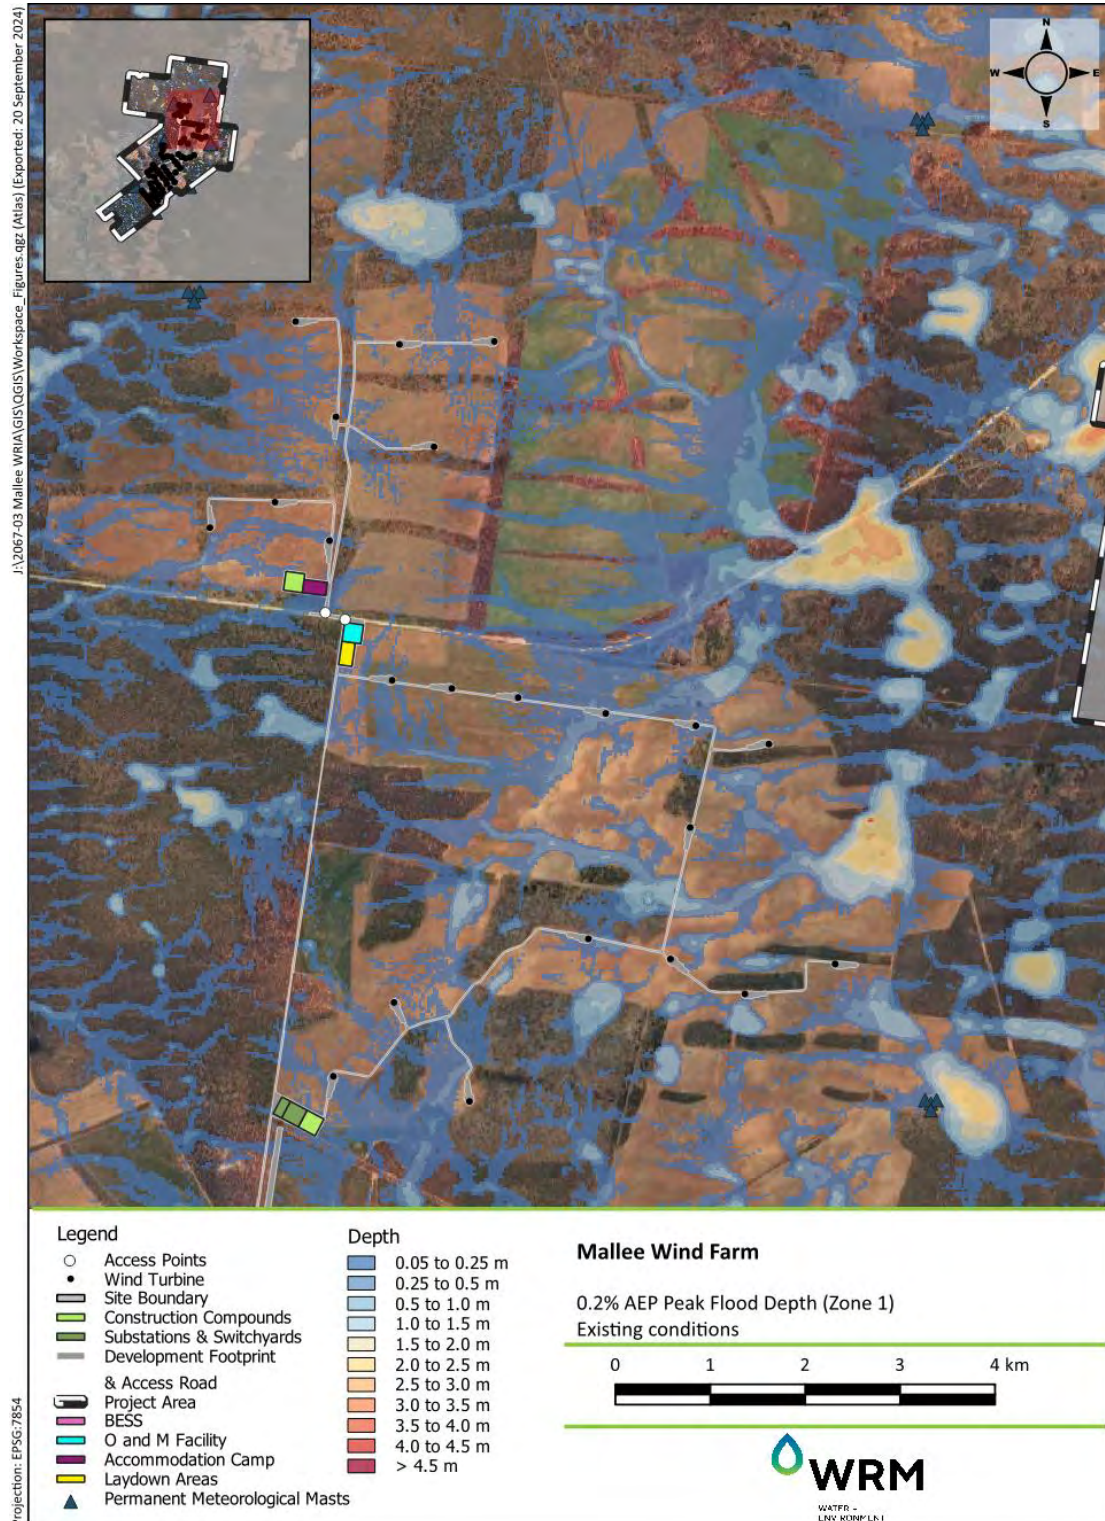 J:\2067-03 Mallee WRIA\GIS\QGIS\Workspace_Figures.qgz (Atlas) (Exported: 20 September 2024)
N
W
E
S
Projection: EPSG:7854
Legend
Access Points
Wind Turbine
Site Boundary
Construction Compounds
Substations & Switchyards
Development Footprint
& Access Road
Project Area
BESS
O and M Facility
Accommodation Camp
Laydown Areas
Permanent Meteorological Masts
Depth
0.05 to 0.25 m
0.25 to 0.5 m
0.5 to 1.0 m
1.0 to 1.5 m
1.5 to 2.0 m
2.0 to 2.5 m
2.5 to 3.0 m
3.0 to 3.5 m
3.5 to 4.0 m
4.0 to 4.5 m
> 4.5 m
Mallee Wind Farm
0.2% AEP Peak Flood Depth (Zone 1)
Existing conditions
0 1 2 3 4 km
WRM
WATER +
ENVIRONMENT